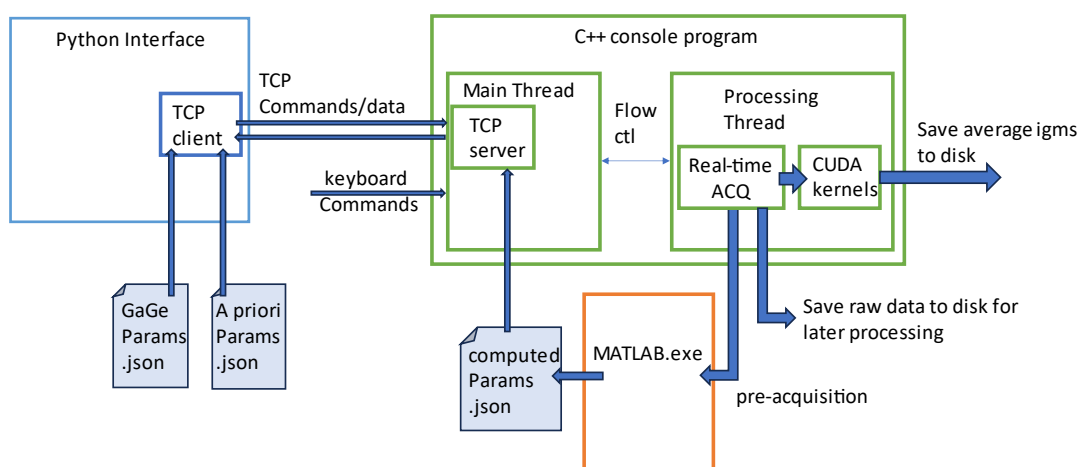 Python Interface
TCP
client
TCP
Commands/data
keyboard
Commands
C++ console program
Main Thread
TCP
server
Flow
ctl
Processing
Thread
Real-time
ACQ
CUDA
kernels
Save average igms
to disk
Save raw data to disk for
later processing
GaGe
Params
.json
A priori
Params
.json
computed
Params
.json
MATLAB.exe
pre-acquisition